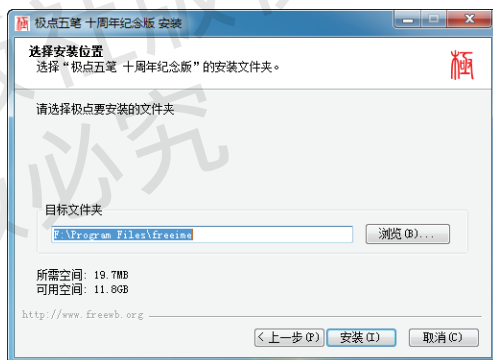 极点五笔 十周年纪念版 安装
选择安装位置
选择“极点五笔 十周年纪念版”的安装文件夹。
極
请选择极点要安装的文件夹
目标文件夹
F:\Program Files\freeime
浏览(B)...
所需空间: 19.7MB
可用空间: 11.8GB
http://www.freewb.org
< 上一步(P) 安装(I) 取消(C)
必究